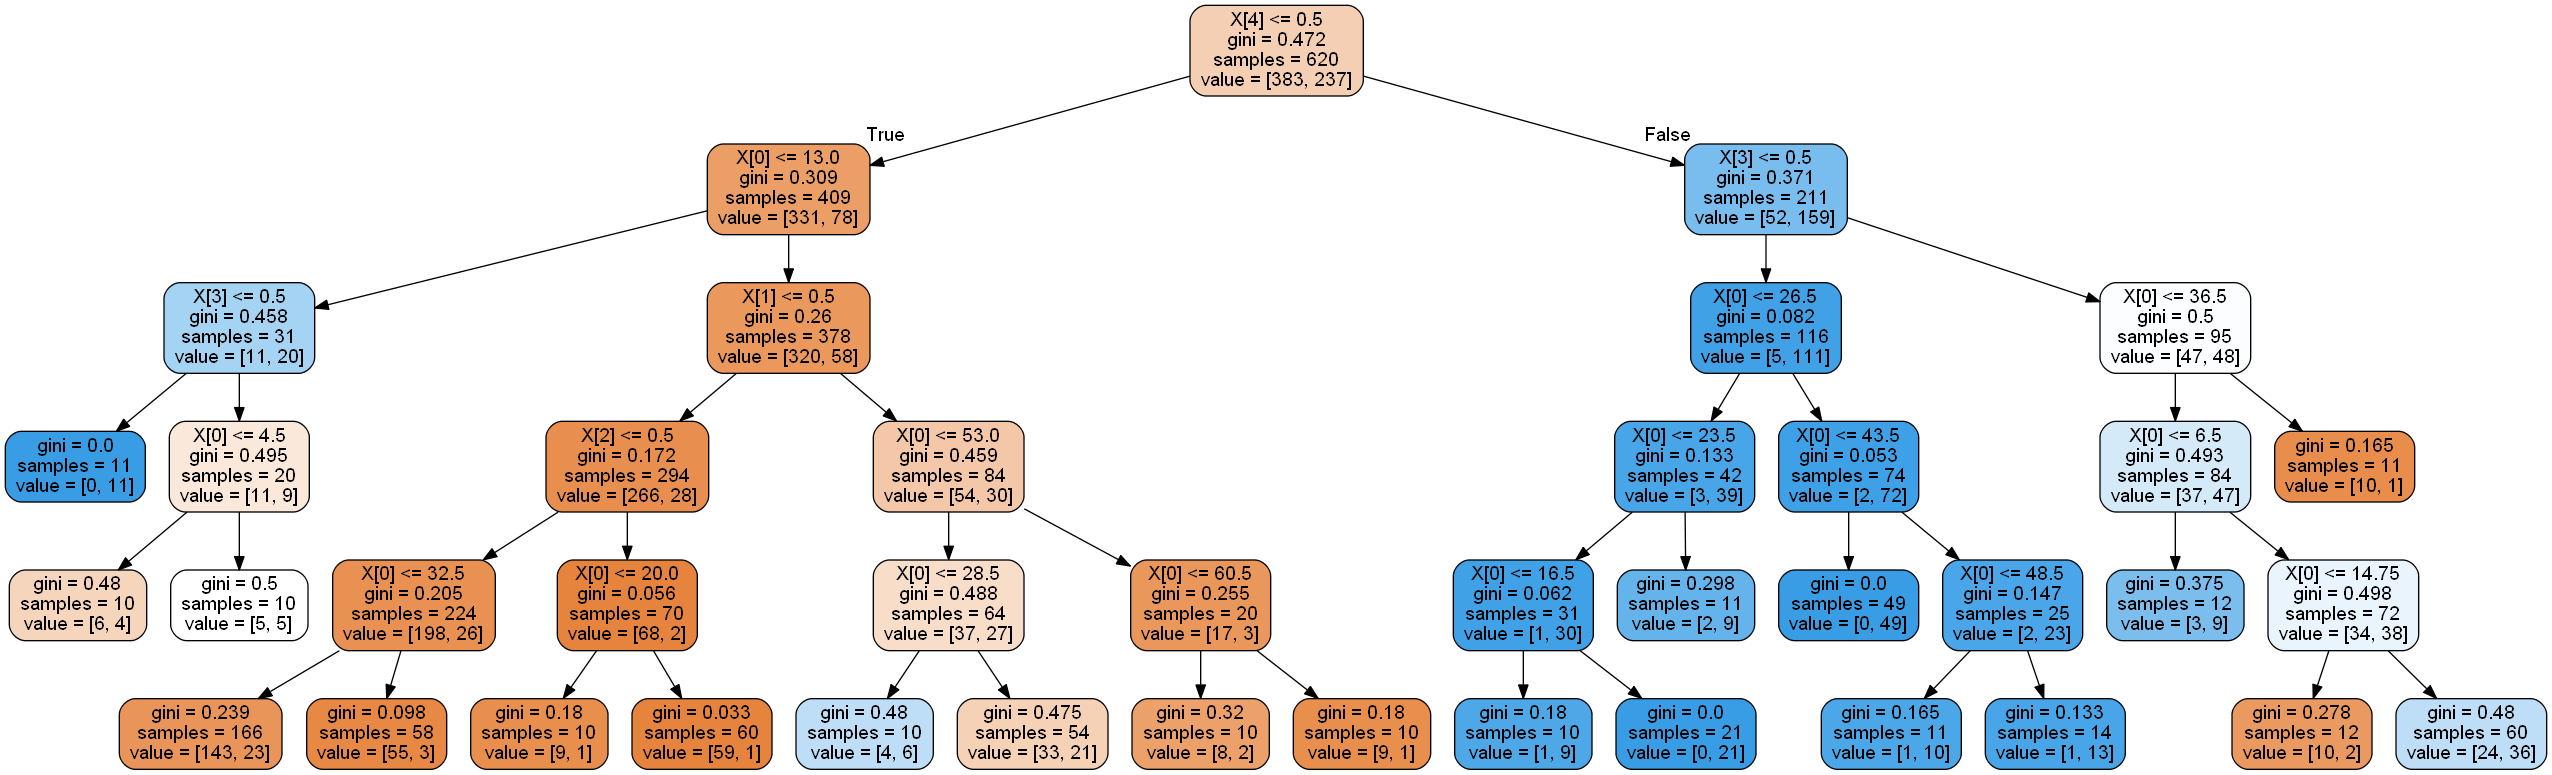 X[4] <= 0.5
gini = 0.472
samples = 620
value = [383, 237]
True
False
X[0] <= 13.0
gini = 0.309
samples = 409
value = [331, 78]
X[3] <= 0.5
gini = 0.371
samples = 211
value = [52, 159]
X[3] <= 0.5
gini = 0.458
samples = 31
value = [11, 20]
X[1] <= 0.5
gini = 0.26
samples = 378
value = [320, 58]
X[0] <= 26.5
gini = 0.082
samples = 116
value = [5, 111]
X[0] <= 36.5
gini = 0.5
samples = 95
value = [47, 48]
gini = 0.0
samples = 11
value = [0, 11]
X[0] <= 4.5
gini = 0.495
samples = 20
value = [11, 9]
X[2] <= 0.5
gini = 0.172
samples = 294
value = [266, 28]
X[0] <= 53.0
gini = 0.459
samples = 84
value = [54, 30]
X[0] <= 23.5
gini = 0.133
samples = 42
value = [3, 39]
X[0] <= 43.5
gini = 0.053
samples = 74
value = [2, 72]
X[0] <= 6.5
gini = 0.493
samples = 84
value = [37, 47]
gini = 0.165
samples = 11
value = [10, 1]
gini = 0.48
samples = 10
value = [6, 4]
gini = 0.5
samples = 10
value = [5, 5]
X[0] <= 32.5
gini = 0.205
samples = 224
value = [198, 26]
X[0] <= 20.0
gini = 0.056
samples = 70
value = [68, 2]
X[0] <= 28.5
gini = 0.488
samples = 64
value = [37, 27]
X[0] <= 60.5
gini = 0.255
samples = 20
value = [17, 3]
X[0] <= 16.5
gini = 0.062
samples = 31
value = [1, 30]
gini = 0.298
samples = 11
value = [2, 9]
gini = 0.0
samples = 49
value = [0, 49]
X[0] <= 48.5
gini = 0.147
samples = 25
value = [2, 23]
gini = 0.375
samples = 12
value = [3, 9]
X[0] <= 14.75
gini = 0.498
samples = 72
value = [34, 38]
gini = 0.239
samples = 166
value = [143, 23]
gini = 0.098
samples = 58
value = [55, 3]
gini = 0.18
samples = 10
value = [9, 1]
gini = 0.033
samples = 60
value = [59, 1]
gini = 0.48
samples = 10
value = [4, 6]
gini = 0.475
samples = 54
value = [33, 21]
gini = 0.32
samples = 10
value = [8, 2]
gini = 0.18
samples = 10
value = [9, 1]
gini = 0.18
samples = 10
value = [1, 9]
gini = 0.0
samples = 21
value = [0, 21]
gini = 0.165
samples = 11
value = [1, 10]
gini = 0.133
samples = 14
value = [1, 13]
gini = 0.278
samples = 12
value = [10, 2]
gini = 0.48
samples = 60
value = [24, 36]